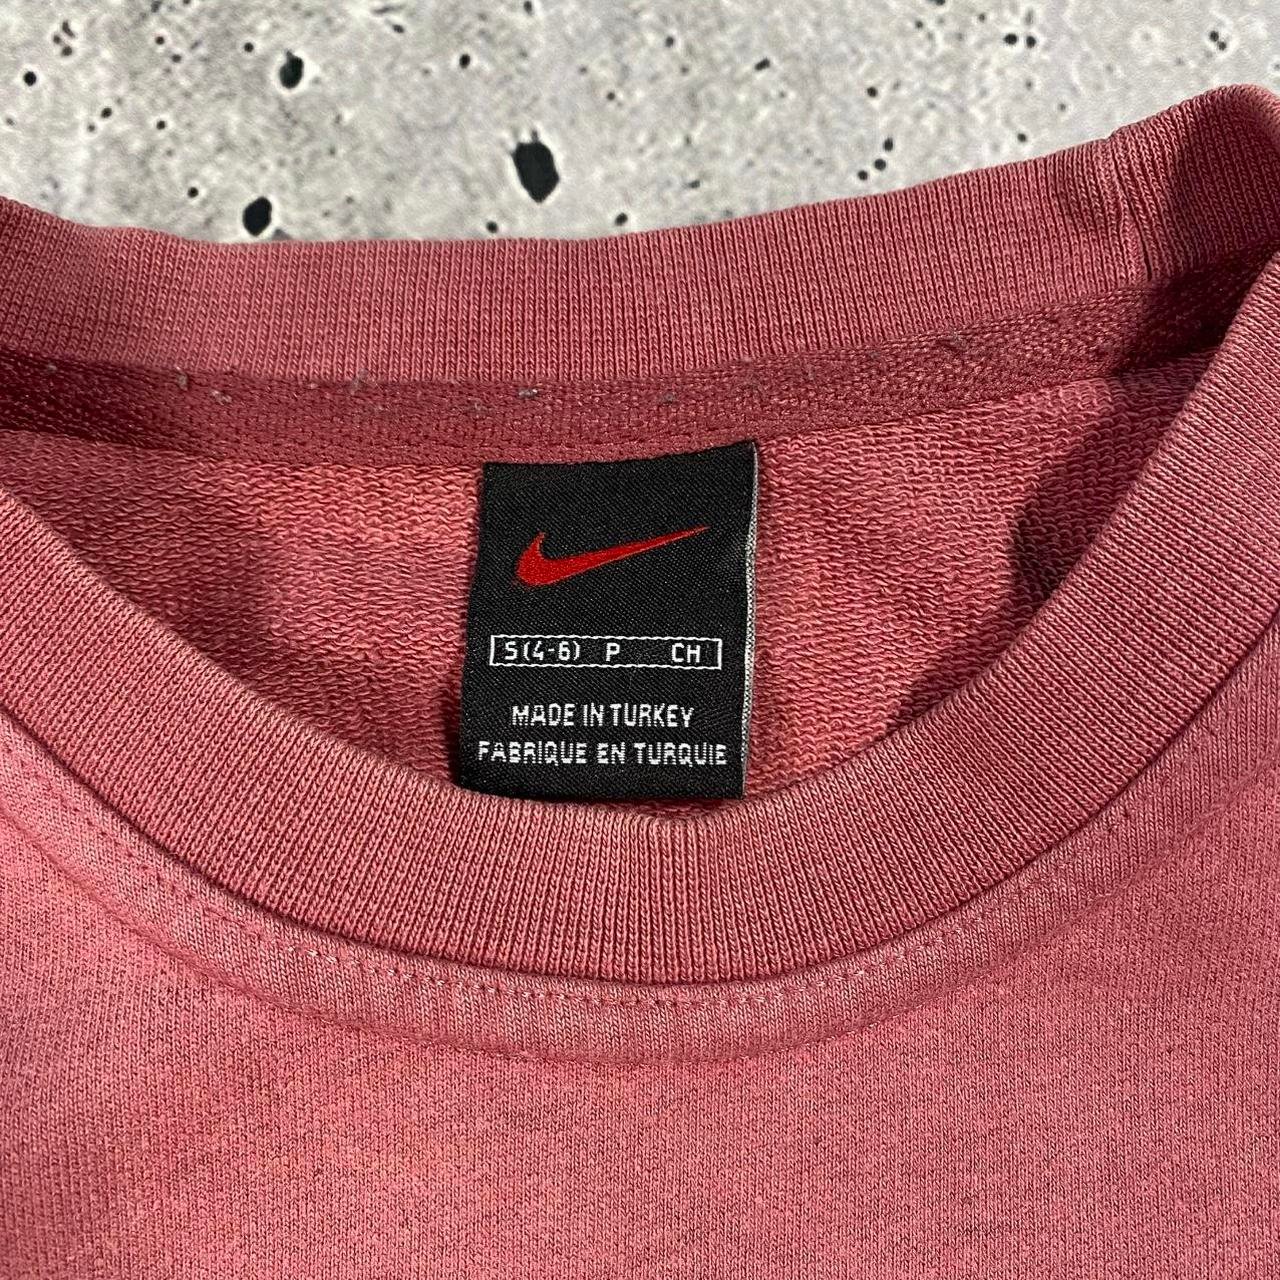 S(4-6) P CH
MADE IN TURKEY
FABRIQUE EN TURQUIE